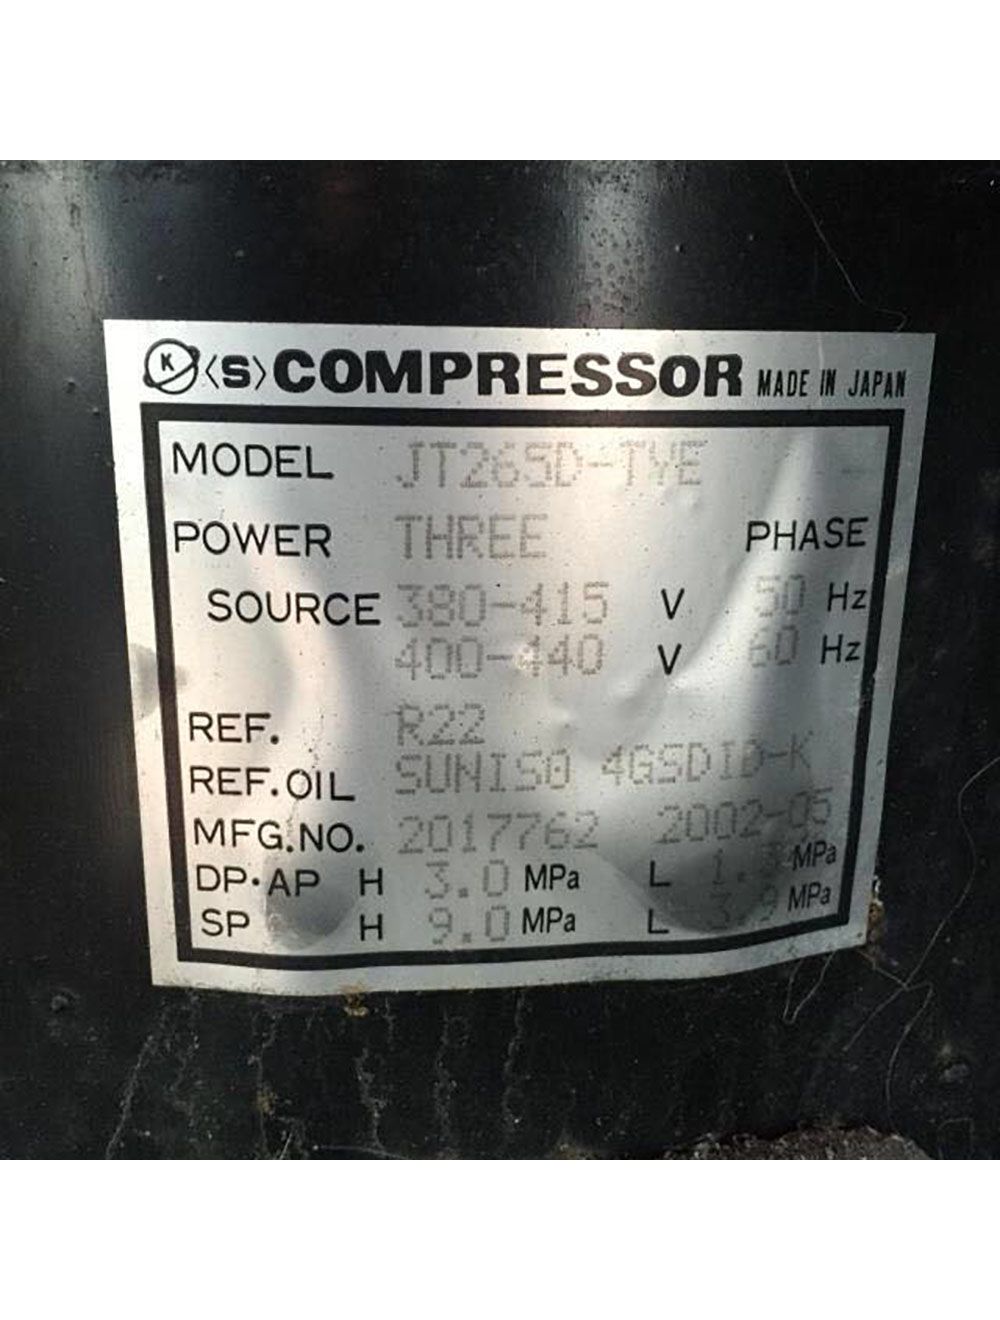 K <S> COMPRESSOR MADE IN JAPAN
MODEL JT265D-TYE
POWER THREE PHASE
SOURCE 380-415 V 50 Hz
400-440 V 60 Hz
REF. R22
REF.OIL SUNISO 4GSDID-K
MFG.NO. 2017762 2002-05
DP·AP H 3.0 MPa L MPa
SP H 9.0 MPa L 3.9 MPa